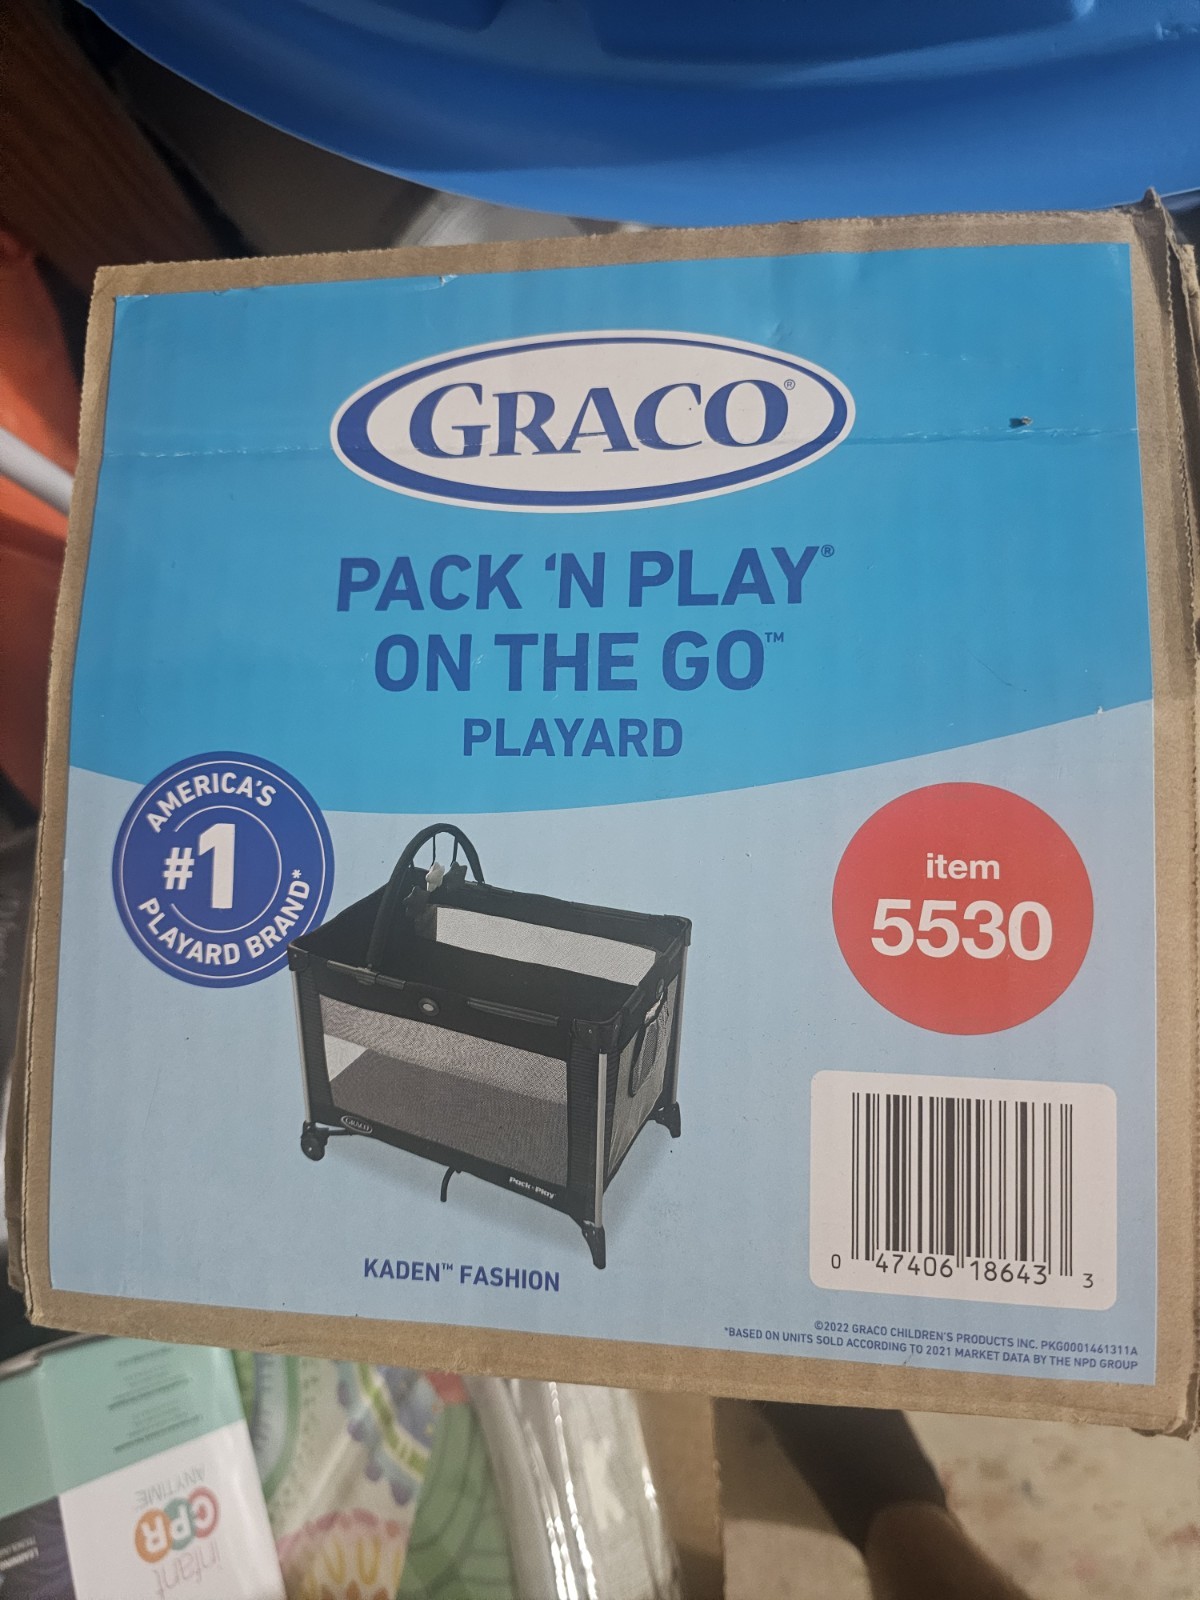 GRACO®
PACK 'N PLAY®
ON THE GO™
PLAYARD
AMERICA'S
#1
PLAYARD BRAND*
item
5530
GRACO
Pack 'n Play
KADEN™ FASHION
0 47406 18643 3
©2022 GRACO CHILDREN'S PRODUCTS INC. PKG0001461311A
*BASED ON UNITS SOLD ACCORDING TO 2021 MARKET DATA BY THE NPD GROUP
infant
CPR
ANYTIME